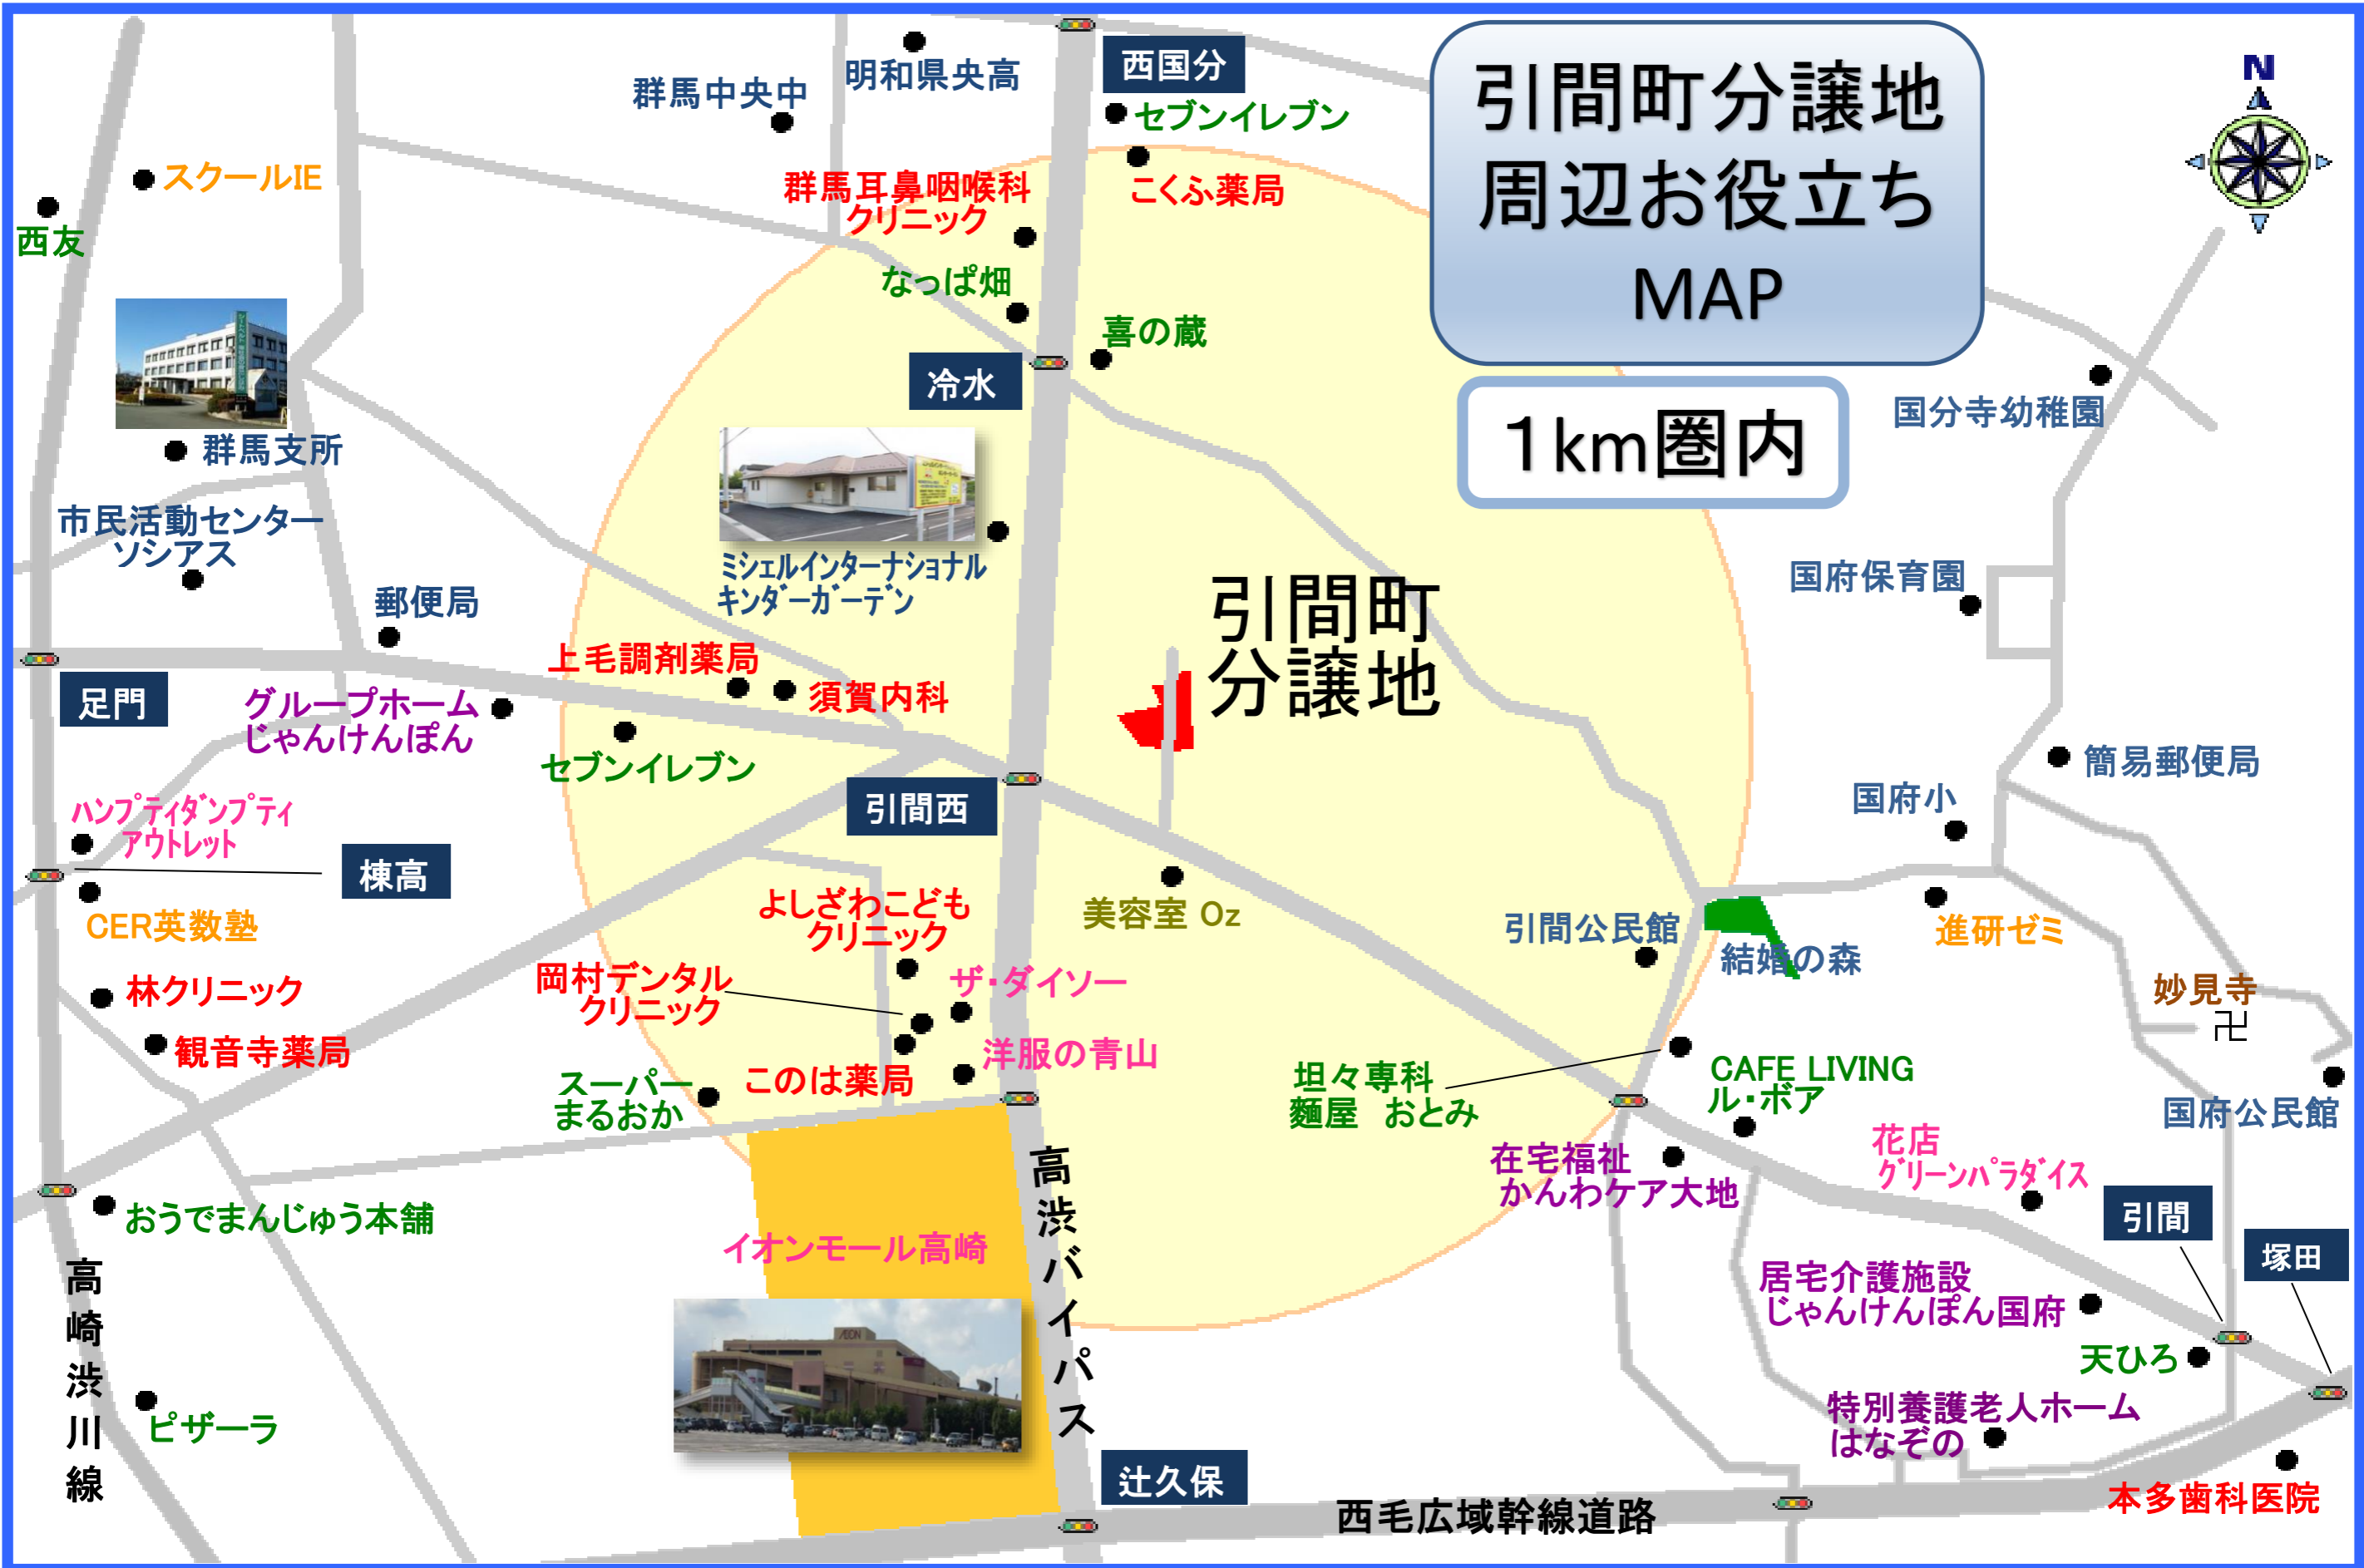 引間町分譲地
周辺お役立ち
MAP
1km圏内
N
西国分
明和県央高
群馬中央中
セブンイレブン
こくふ薬局
スクールIE
西友
群馬耳鼻咽喉科
クリニック
なっぱ畑
喜の蔵
冷水
国分寺幼稚園
群馬支所
市民活動センター
ソシアス
郵便局
ミシェルインターナショナル
キンダーガーデン
引間町
分譲地
国府保育園
上毛調剤薬局
須賀内科
足門
グループホーム
じゃんけんぽん
セブンイレブン
引間西
簡易郵便局
国府小
ハンプティダンプティ
アウトレット
棟高
CER英数塾
よしざわこども
クリニック
美容室 Oz
引間公民館
結婚の森
進研ゼミ
岡村デンタル
クリニック
ザ・ダイソー
妙見寺
卍
林クリニック
観音寺薬局
洋服の青山
このは薬局
スーパー
まるおか
坦々専科
麺屋 おとみ
CAFE LIVING
ル・ボア
国府公民館
在宅福祉
かんわケア大地
花店
グリーンパラダイス
引間
塚田
おうでまんじゅう本舗
イオンモール高崎
高渋バイパス
高崎渋川線
居宅介護施設
じゃんけんぽん国府
天ひろ
AEON
ピザーラ
特別養護老人ホーム
はなぞの
辻久保
西毛広域幹線道路
本多歯科医院